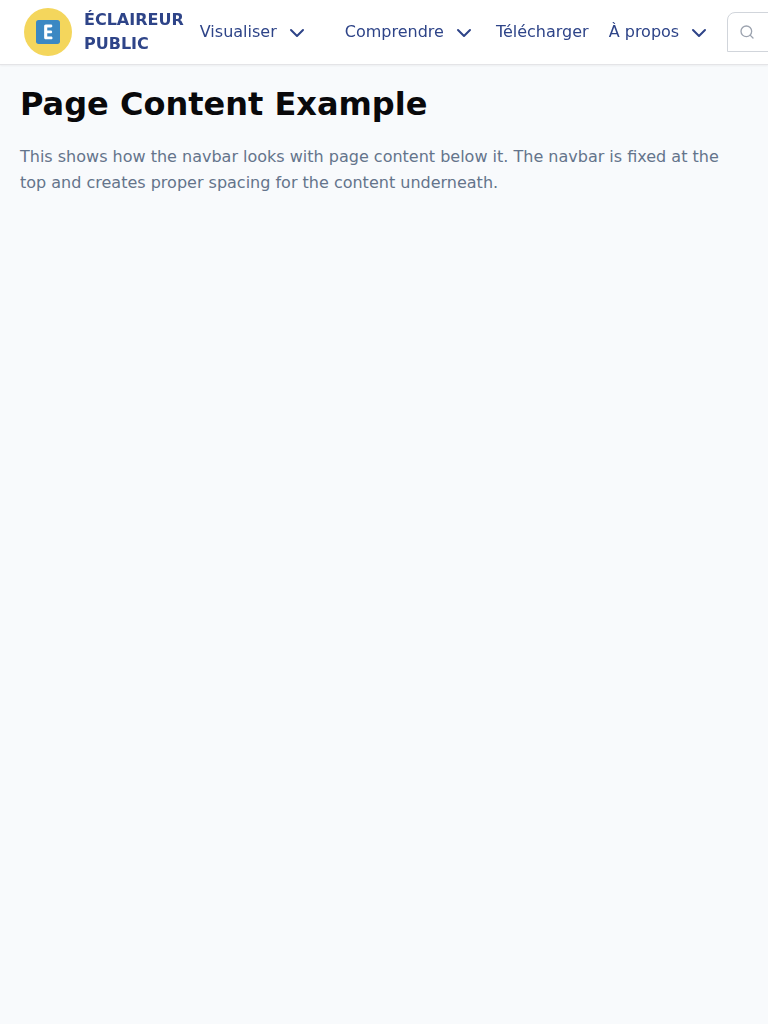 E
ÉCLAIREUR
PUBLIC
Visualiser
Comprendre
Télécharger
À propos
Page Content Example
This shows how the navbar looks with page content below it. The navbar is fixed at the
top and creates proper spacing for the content underneath.